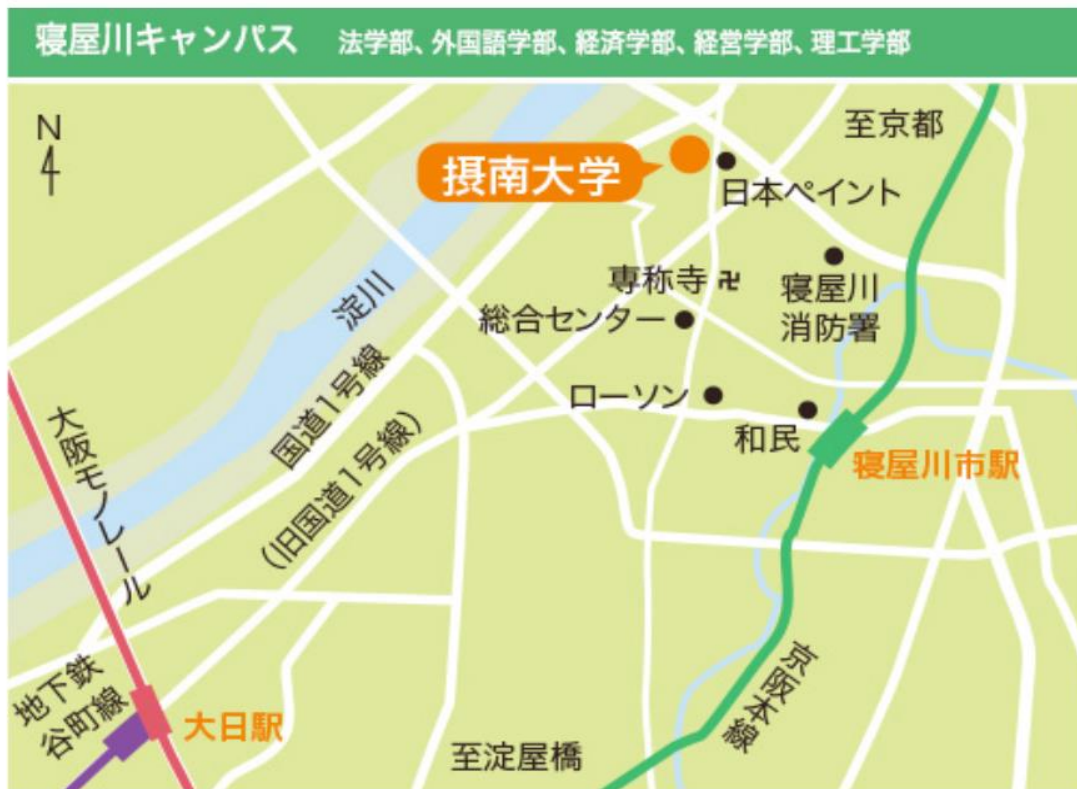 寝屋川キャンパス 法学部、外国語学部、経済学部、経営学部、理工学部
N
至京都
摂南大学
日本ペイント
専称寺 卍
寝屋川
消防署
総合センター
淀川
ローソン
国道1号線
和民
大阪モノレール
(旧国道1号線)
寝屋川市駅
地下鉄
谷町線
京阪本線
大日駅
至淀屋橋